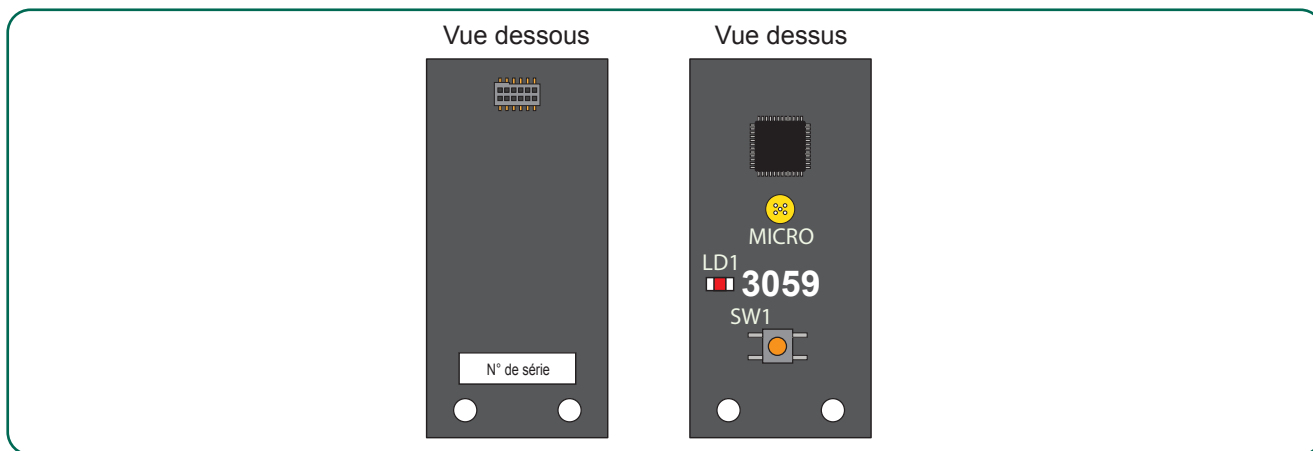 Vue dessous
Vue dessus
MICRO
LD1
3059
SW1
N° de série